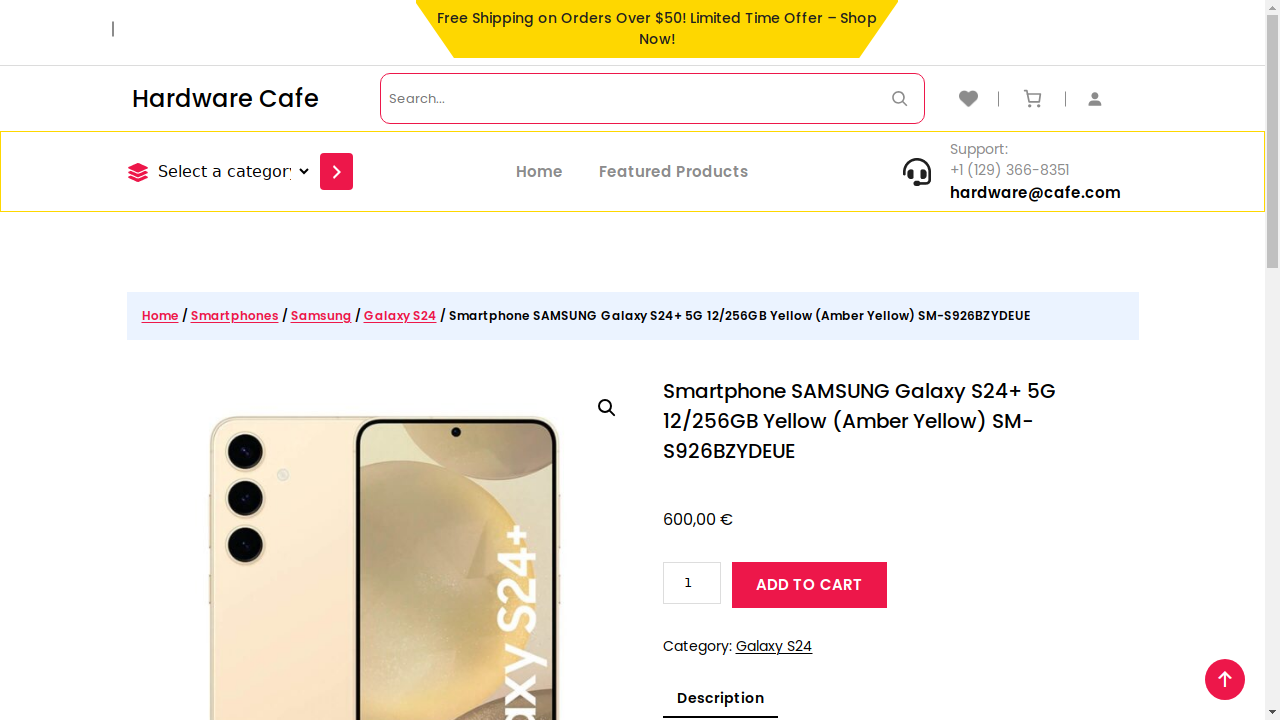 Free Shipping on Orders Over $50! Limited Time Offer – Shop
Now!
Hardware Cafe
Search...
Select a category
Home
Featured Products
Support:
+1 (129) 366-8351
hardware@cafe.com
Home / Smartphones / Samsung / Galaxy S24 / Smartphone SAMSUNG Galaxy S24+ 5G 12/256GB Yellow (Amber Yellow) SM-S926BZYDEUE
Smartphone SAMSUNG Galaxy S24+ 5G
12/256GB Yellow (Amber Yellow) SM-
S926BZYDEUE
600,00 €
1
ADD TO CART
Category: Galaxy S24
Description
axy S24+